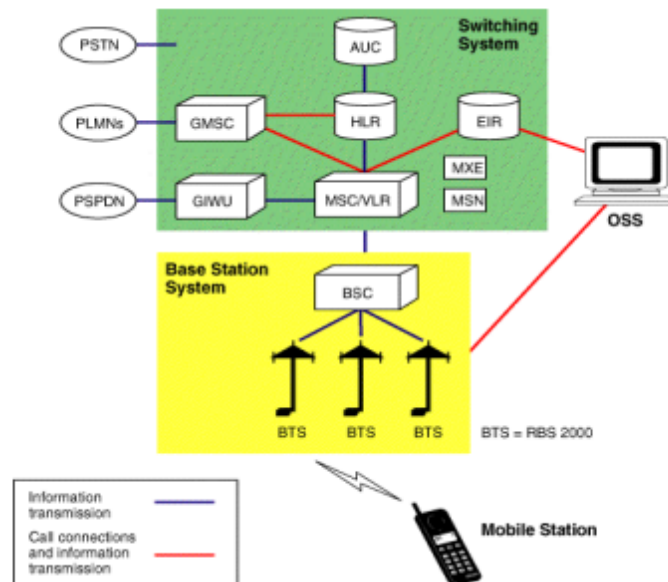 Switching
System
PSTN
AUC
PLMNs
GMSC
HLR
EIR
MXE
PSPDN
GIWU
MSC/VLR
MSN
OSS
Base Station
System
BSC
BTS
BTS
BTS
BTS = RBS 2000
Information
transmission
Call connections
and information
transmission
Mobile Station